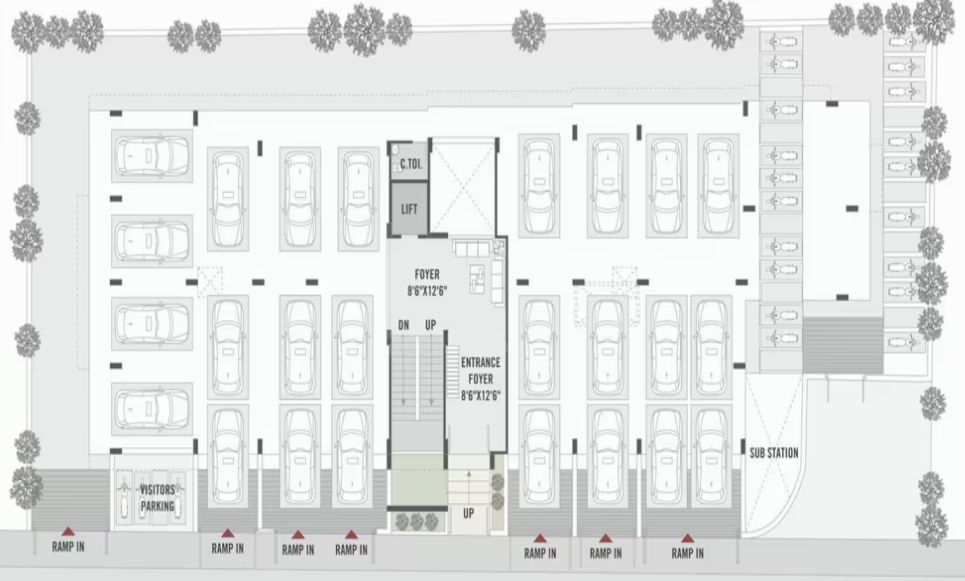 C.TOI.
LIFT
FOYER
8'6"X12'6"
DN UP
ENTRANCE
FOYER
8'6"X12'6"
SUB STATION
VISITORS
PARKING
UP
RAMP IN
RAMP IN
RAMP IN
RAMP IN
RAMP IN
RAMP IN
RAMP IN